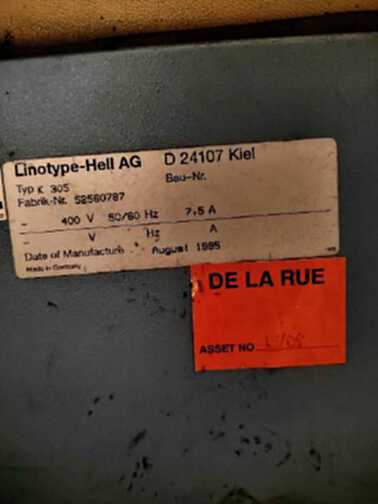 Linotype-Hell AG D 24107 Kiel
Typ K 305 Bau-Nr.
Fabrik-Nr. 52560787
~ 400 V 50/60 Hz 7.5 A
V Hz A
Date of Manufacture August 1995
Made in Germany
DE LA RUE
ASSET NO